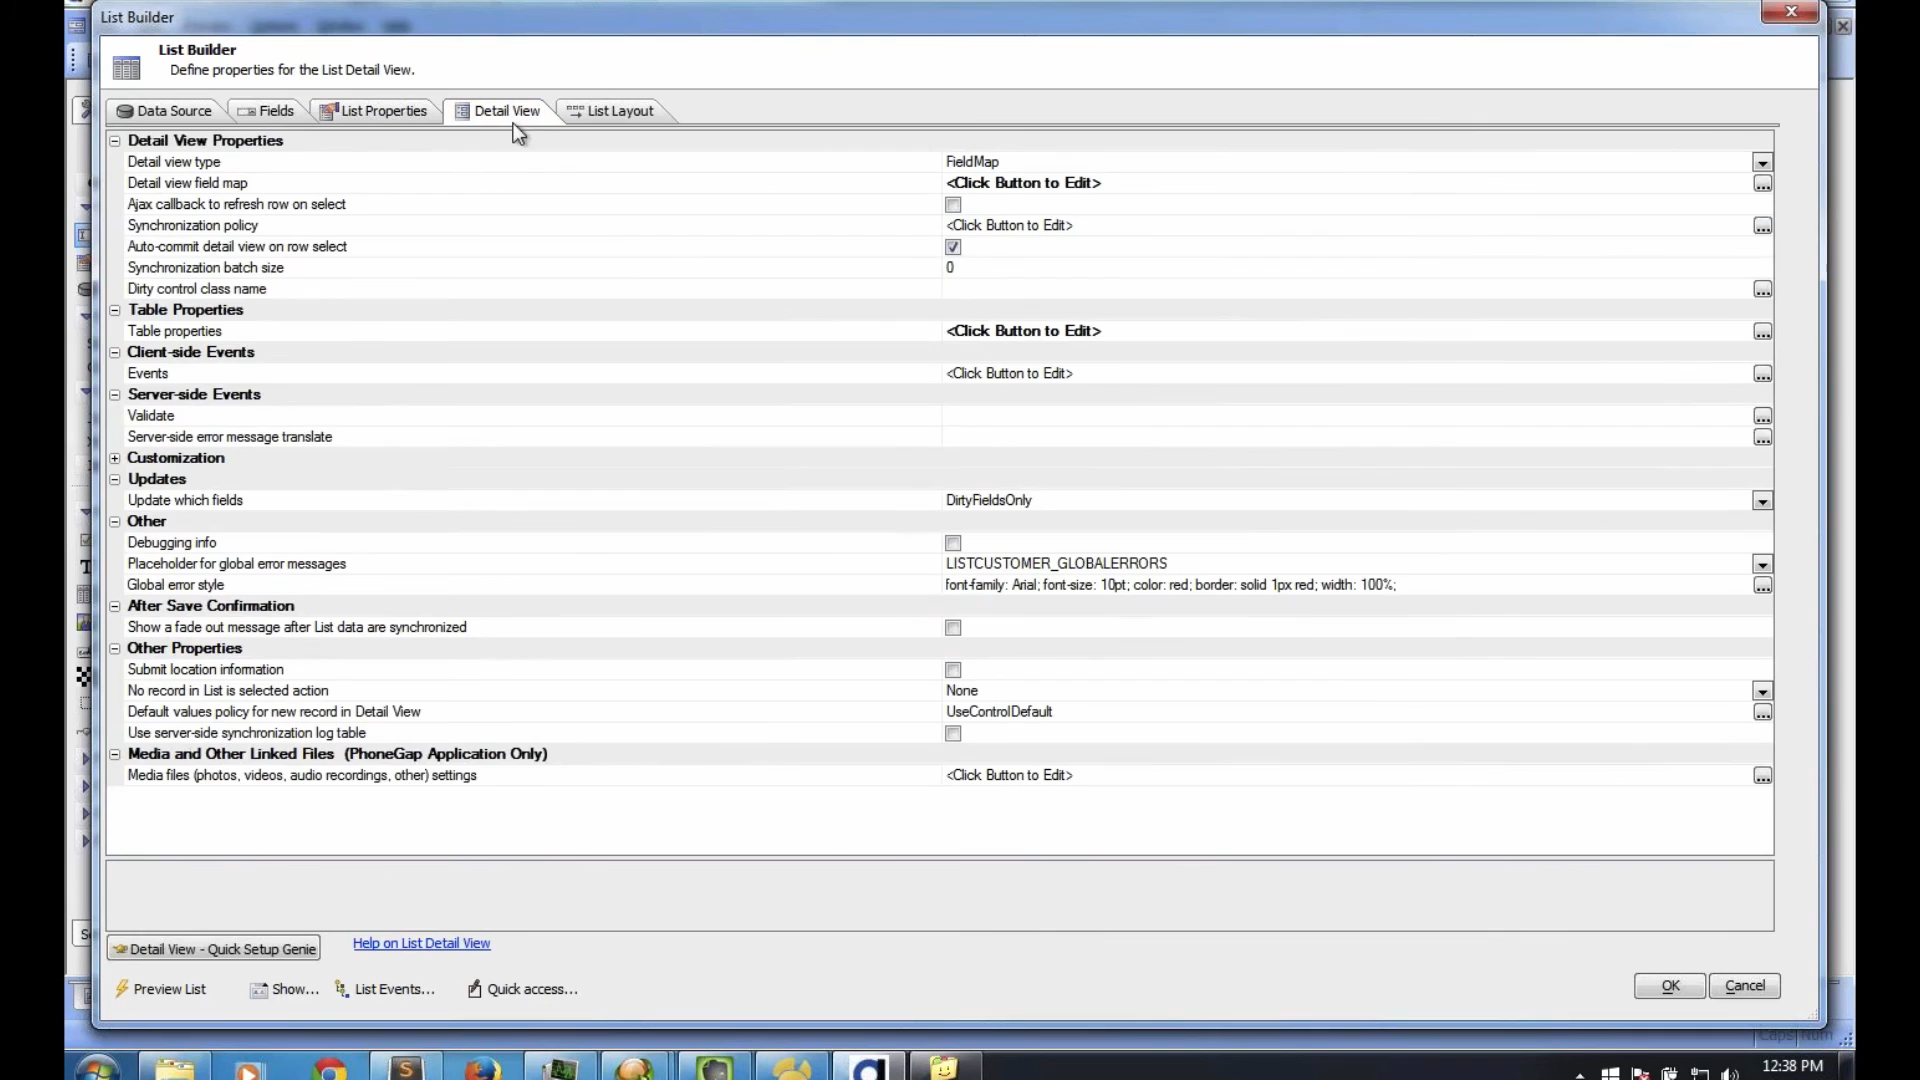 List Builder
List Builder
Define properties for the List Detail View.
Data Source
Fields
List Properties
Detail View
List Layout
Detail View Properties
Detail view type FieldMap
Detail view field map <Click Button to Edit>
Ajax callback to refresh row on select
Synchronization policy <Click Button to Edit>
Auto-commit detail view on row select
Synchronization batch size 0
Dirty control class name
Table Properties
Table properties <Click Button to Edit>
Client-side Events
Events <Click Button to Edit>
Server-side Events
Validate
Server-side error message translate
Customization
Updates
Update which fields DirtyFieldsOnly
Other
Debugging info
Placeholder for global error messages LISTCUSTOMER_GLOBALERRORS
Global error style font-family: Arial; font-size: 10pt; color: red; border: solid 1px red; width: 100%;
After Save Confirmation
Show a fade out message after List data are synchronized
Other Properties
Submit location information
No record in List is selected action None
Default values policy for new record in Detail View UseControlDefault
Use server-side synchronization log table
Media and Other Linked Files (PhoneGap Application Only)
Media files (photos, videos, audio recordings, other) settings <Click Button to Edit>
Detail View - Quick Setup Genie
Help on List Detail View
Preview List
Show...
List Events...
Quick access...
OK
Cancel
Caps Num
12:38 PM